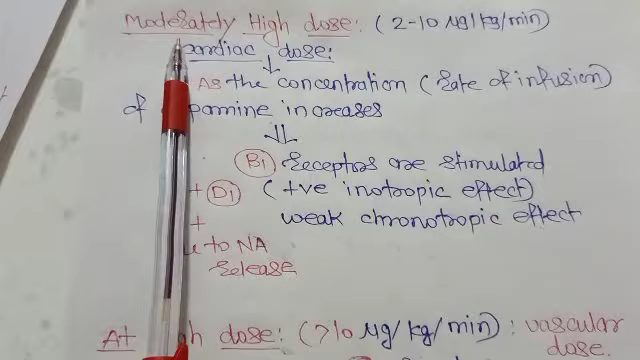 Moderately High dose: (2-10 µg/kg/min)
cardiac dose:
↓
As the concentration (Rate of infusion)
of pamine increases
⇓
B1 Receptors are stimulated
+ D1 (+ve inotropic effect)
+ weak chronotropic effect
to NA
Release
At dose: (>10 µg/kg/min): vascular
dose.